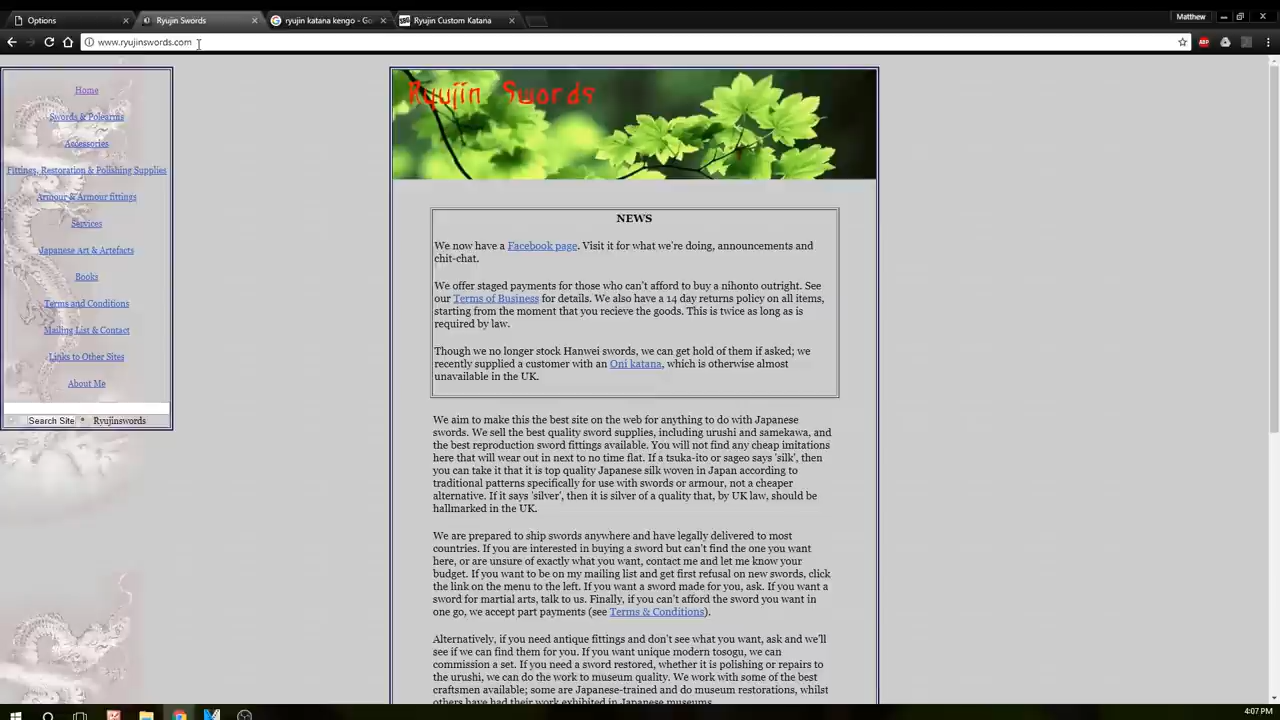 Options
Ryujin Swords
ryujin katana kengo - Go
Ryujin Custom Katana
Matthew
www.ryujinswords.com
ABP
Home
Swords & Polearms
Accessories
Fittings, Restoration & Polishing Supplies
Armour & Armour fittings
Services
Japanese Art & Artefacts
Books
Terms and Conditions
Mailing List & Contact
Links to Other Sites
About Me
Search Site
Ryujinswords
Ryujin Swords
NEWS
We now have a Facebook page. Visit it for what we're doing, announcements and
chit-chat.
We offer staged payments for those who can't afford to buy a nihonto outright. See
our Terms of Business for details. We also have a 14 day returns policy on all items,
starting from the moment that you recieve the goods. This is twice as long as is
required by law.
Though we no longer stock Hanwei swords, we can get hold of them if asked; we
recently supplied a customer with an Oni katana, which is otherwise almost
unavailable in the UK.
We aim to make this the best site on the web for anything to do with Japanese
swords. We sell the best quality sword supplies, including urushi and samekawa, and
the best reproduction sword fittings available. You will not find any cheap imitations
here that will wear out in next to no time flat. If a tsuka-ito or sageo says 'silk', then
you can take it that it is top quality Japanese silk woven in Japan according to
traditional patterns specifically for use with swords or armour, not a cheaper
alternative. If it says 'silver', then it is silver of a quality that, by UK law, should be
hallmarked in the UK.
We are prepared to ship swords anywhere and have legally delivered to most
countries. If you are interested in buying a sword but can't find the one you want
here, or are unsure of exactly what you want, contact me and let me know your
budget. If you want to be on my mailing list and get first refusal on new swords, click
the link on the menu to the left. If you want a sword made for you, ask. If you want a
sword for martial arts, talk to us. Finally, if you can't afford the sword you want in
one go, we accept part payments (see Terms & Conditions).
Alternatively, if you need antique fittings and don't see what you want, ask and we'll
see if we can find them for you. If you want unique modern tosogu, we can
commission a set. If you need a sword restored, whether it is polishing or repairs to
the urushi, we can do the work to museum quality. We work with some of the best
craftsmen available; some are Japanese-trained and do museum restorations, whilst
others have had their work exhibited in Japanese museums.
4:07 PM